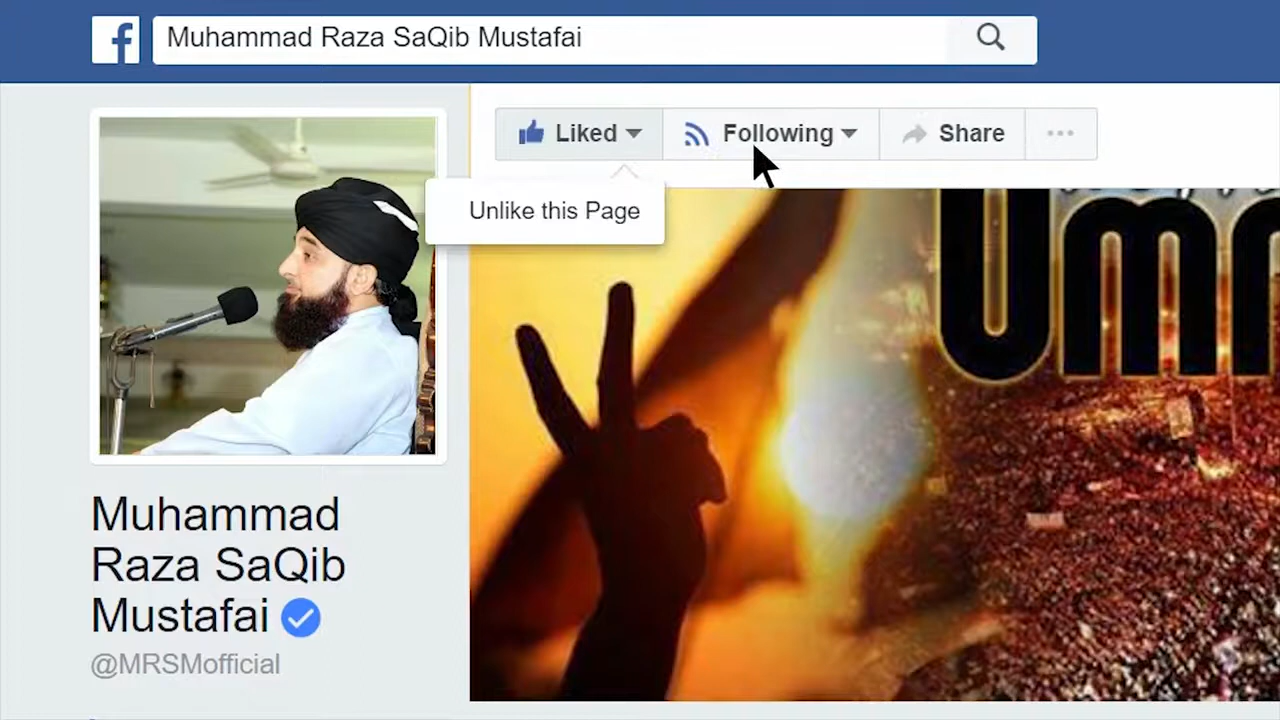 Muhammad Raza SaQib Mustafai
Liked
Following
Share
Unlike this Page
Muhammad
Raza SaQib
Mustafai
@MRSMofficial